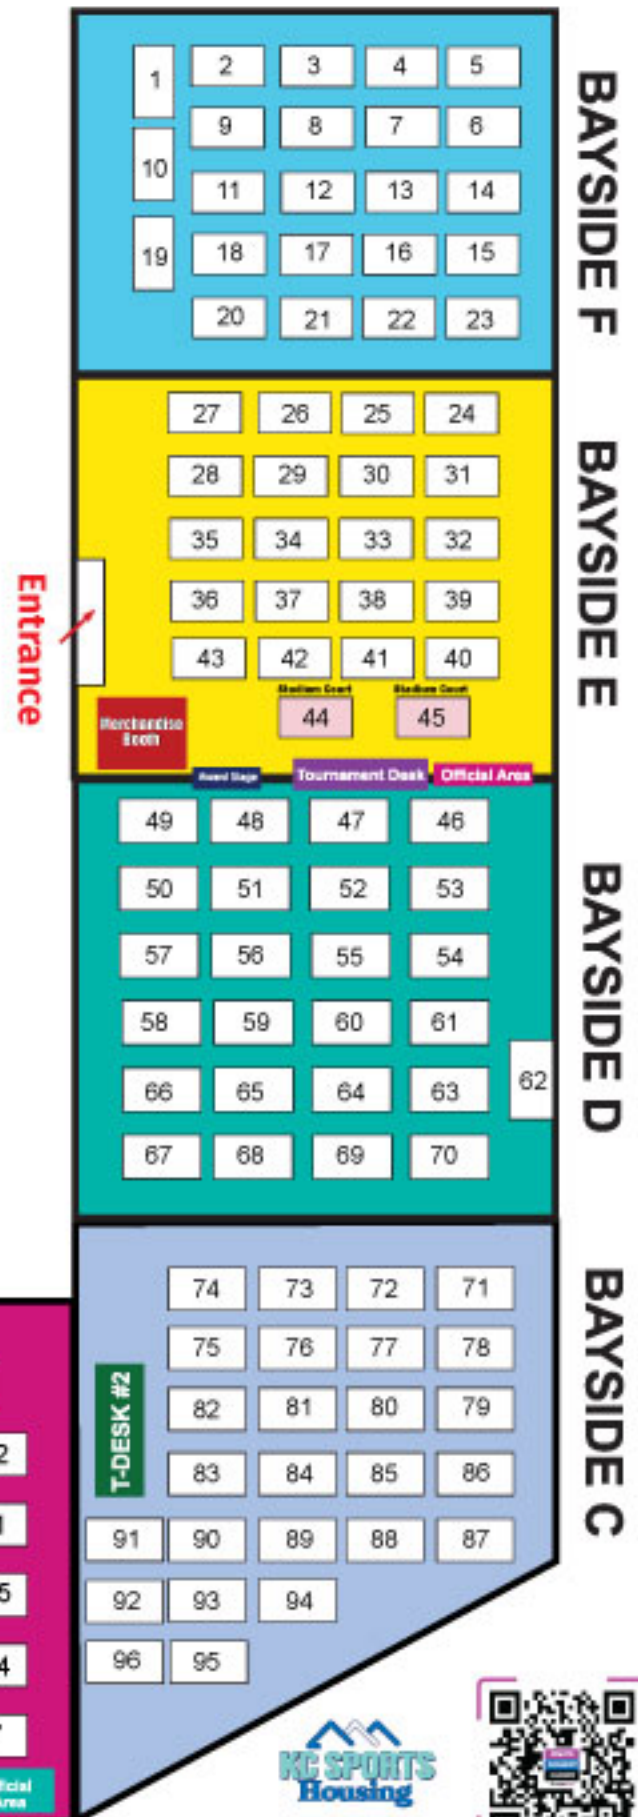 BAYSIDE F
1 2 3 4 5
9 8 7 6
10
11 12 13 14
19 18 17 16 15
20 21 22 23
BAYSIDE E
27 26 25 24
28 29 30 31
35 34 33 32
36 37 38 39
43 42 41 40
Entrance
Stadium Court Stadium Court
44 45
Merchandise
Booth
Award Stage Tournament Desk Official Area
BAYSIDE D
49 48 47 46
50 51 52 53
57 56 55 54
58 59 60 61
62
66 65 64 63
67 68 69 70
BAYSIDE C
74 73 72 71
75 76 77 78
T-DESK #2
82 81 80 79
83 84 85 86
91 90 89 88 87
92 93 94
96 95
2
1
5
4
KC SPORTS
Housing